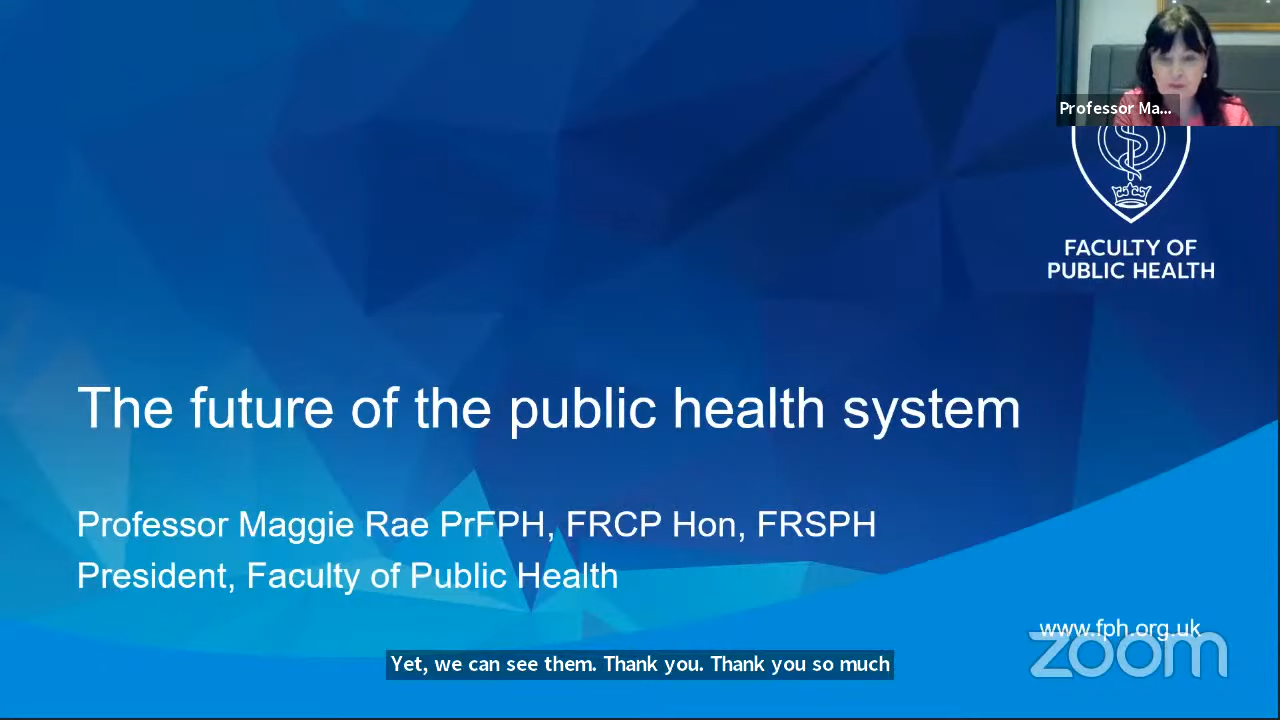 Professor Ma...
FACULTY OF
PUBLIC HEALTH
The future of the public health system
Professor Maggie Rae PrFPH, FRCP Hon, FRSPH
President, Faculty of Public Health
www.fph.org.uk
zoom
Yet, we can see them. Thank you. Thank you so much